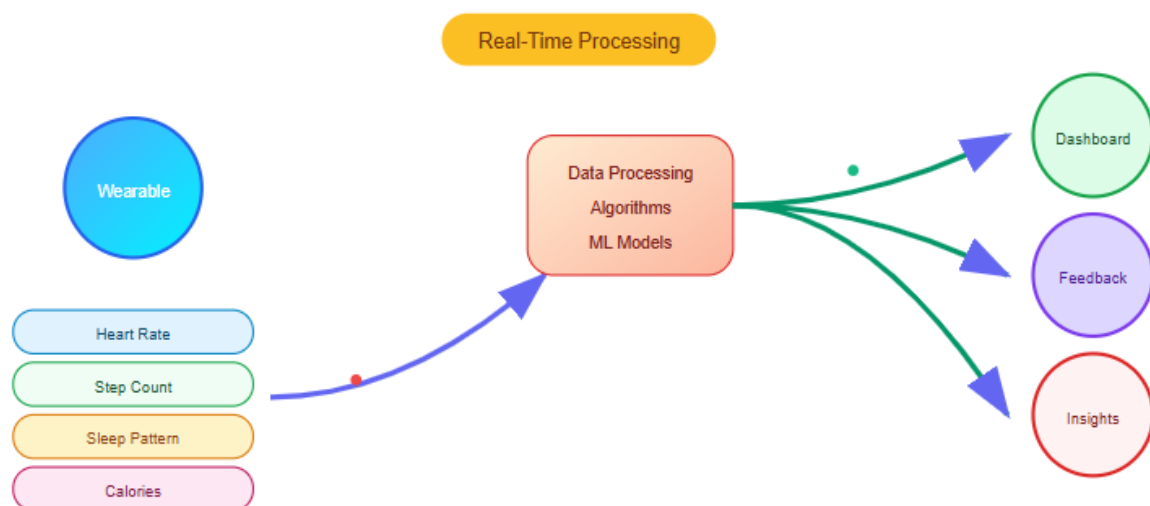 Real-Time Processing
Wearable
Heart Rate
Step Count
Sleep Pattern
Calories
Data Processing
Algorithms
ML Models
Dashboard
Feedback
Insights